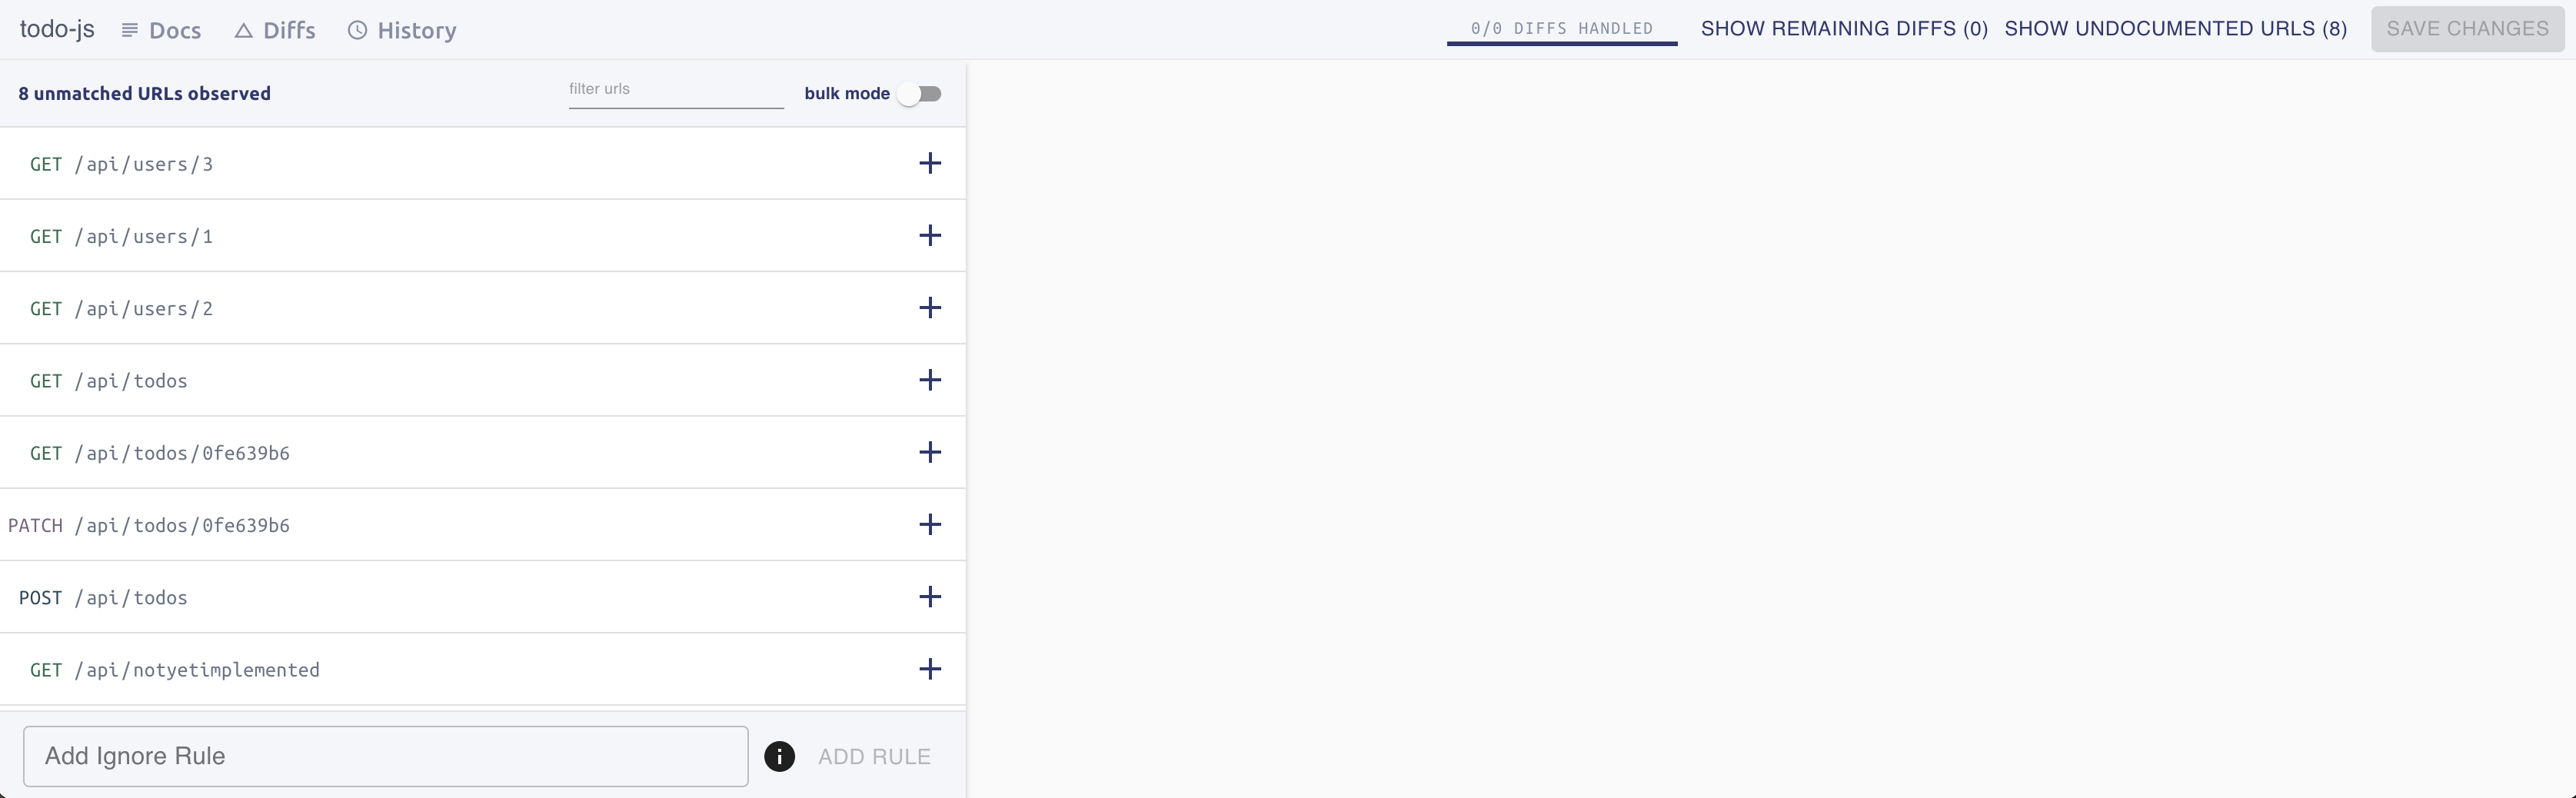 todo-js Docs Diffs History 0/0 DIFFS HANDLED SHOW REMAINING DIFFS (0) SHOW UNDOCUMENTED URLS (8) SAVE CHANGES
8 unmatched URLs observed filter urls bulk mode
GET /api/users/3
GET /api/users/1
GET /api/users/2
GET /api/todos
GET /api/todos/0fe639b6
PATCH /api/todos/0fe639b6
POST /api/todos
GET /api/notyetimplemented
Add Ignore Rule i ADD RULE